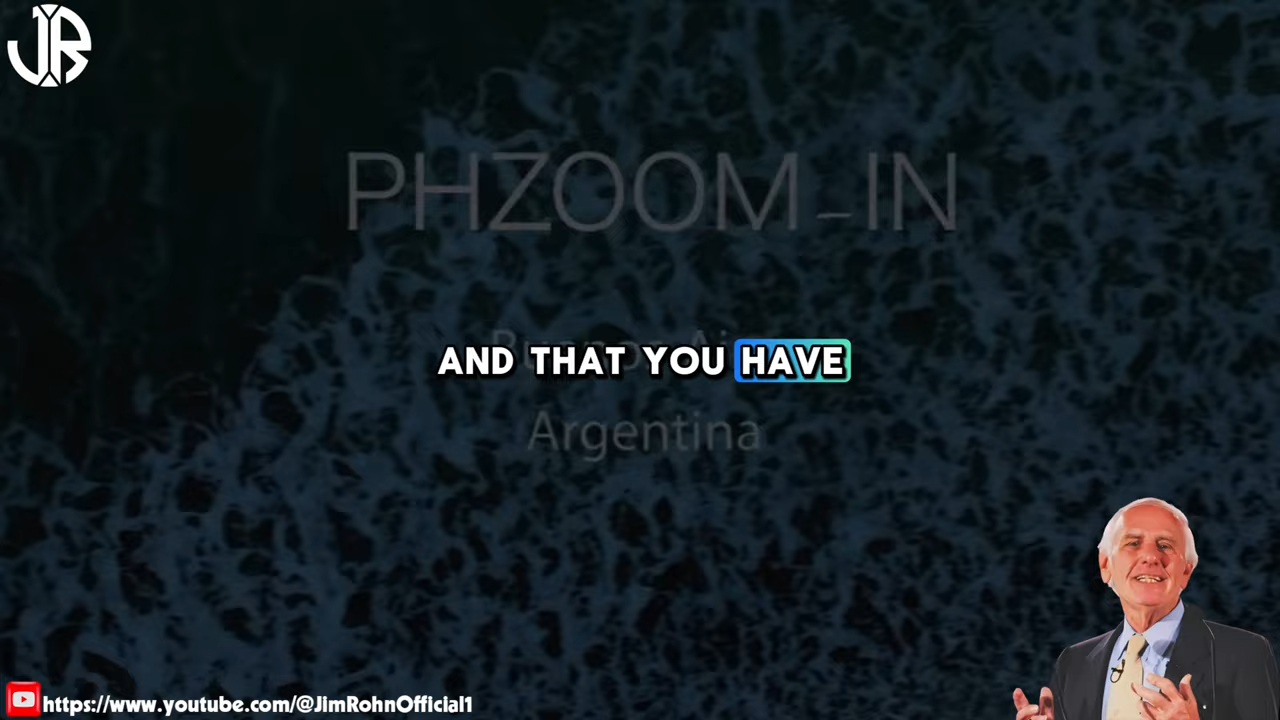 JR
PHZOOM_IN
AND THAT YOU HAVE
Argentina
https://www.youtube.com/@JimRohnOfficial1